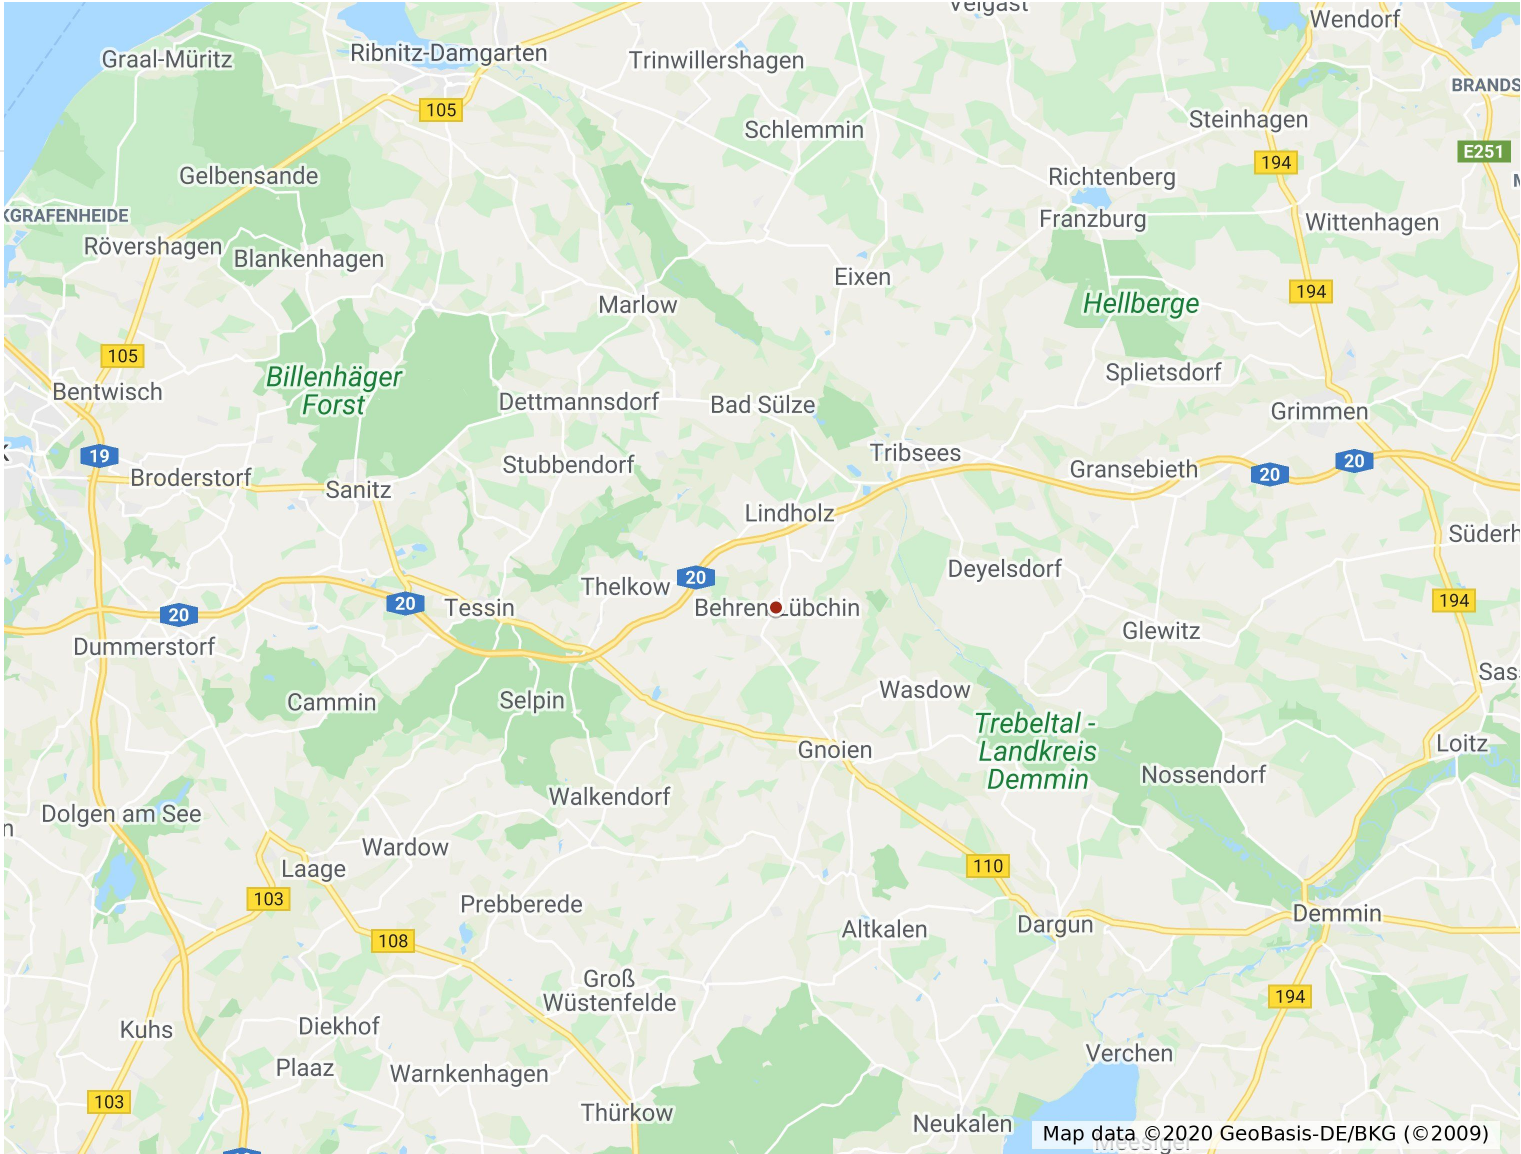 Velgast
Wendorf
Graal-Müritz
Ribnitz-Damgarten
Trinwillershagen
BRANDS
105
Steinhagen
Schlemmin
E251
194
Gelbensande
Richtenberg
KGRAFENHEIDE
Franzburg
Wittenhagen
Rövershagen
Blankenhagen
Eixen
194
Marlow
Hellberge
105
Splietsdorf
Billenhäger
Forst
Bentwisch
Dettmannsdorf
Bad Sülze
Grimmen
19
Tribsees
20
Stubbendorf
Gransebieth
20
Broderstorf
Sanitz
Lindholz
Süderh
Deyelsdorf
20
Thelkow
20
Tessin
Behren-Lübchin
194
20
Glewitz
Dummerstorf
Sas
Cammin
Selpin
Wasdow
Trebeltal -
Landkreis
Demmin
Gnoien
Loitz
Nossendorf
Walkendorf
Dolgen am See
n
Wardow
Laage
110
103
Prebberede
Demmin
Altkalen
Dargun
108
Groß
Wüstenfelde
194
Kuhs
Diekhof
Verchen
Plaaz
Warnkenhagen
103
Thürkow
Neukalen
Map data ©2020 GeoBasis-DE/BKG (©2009)